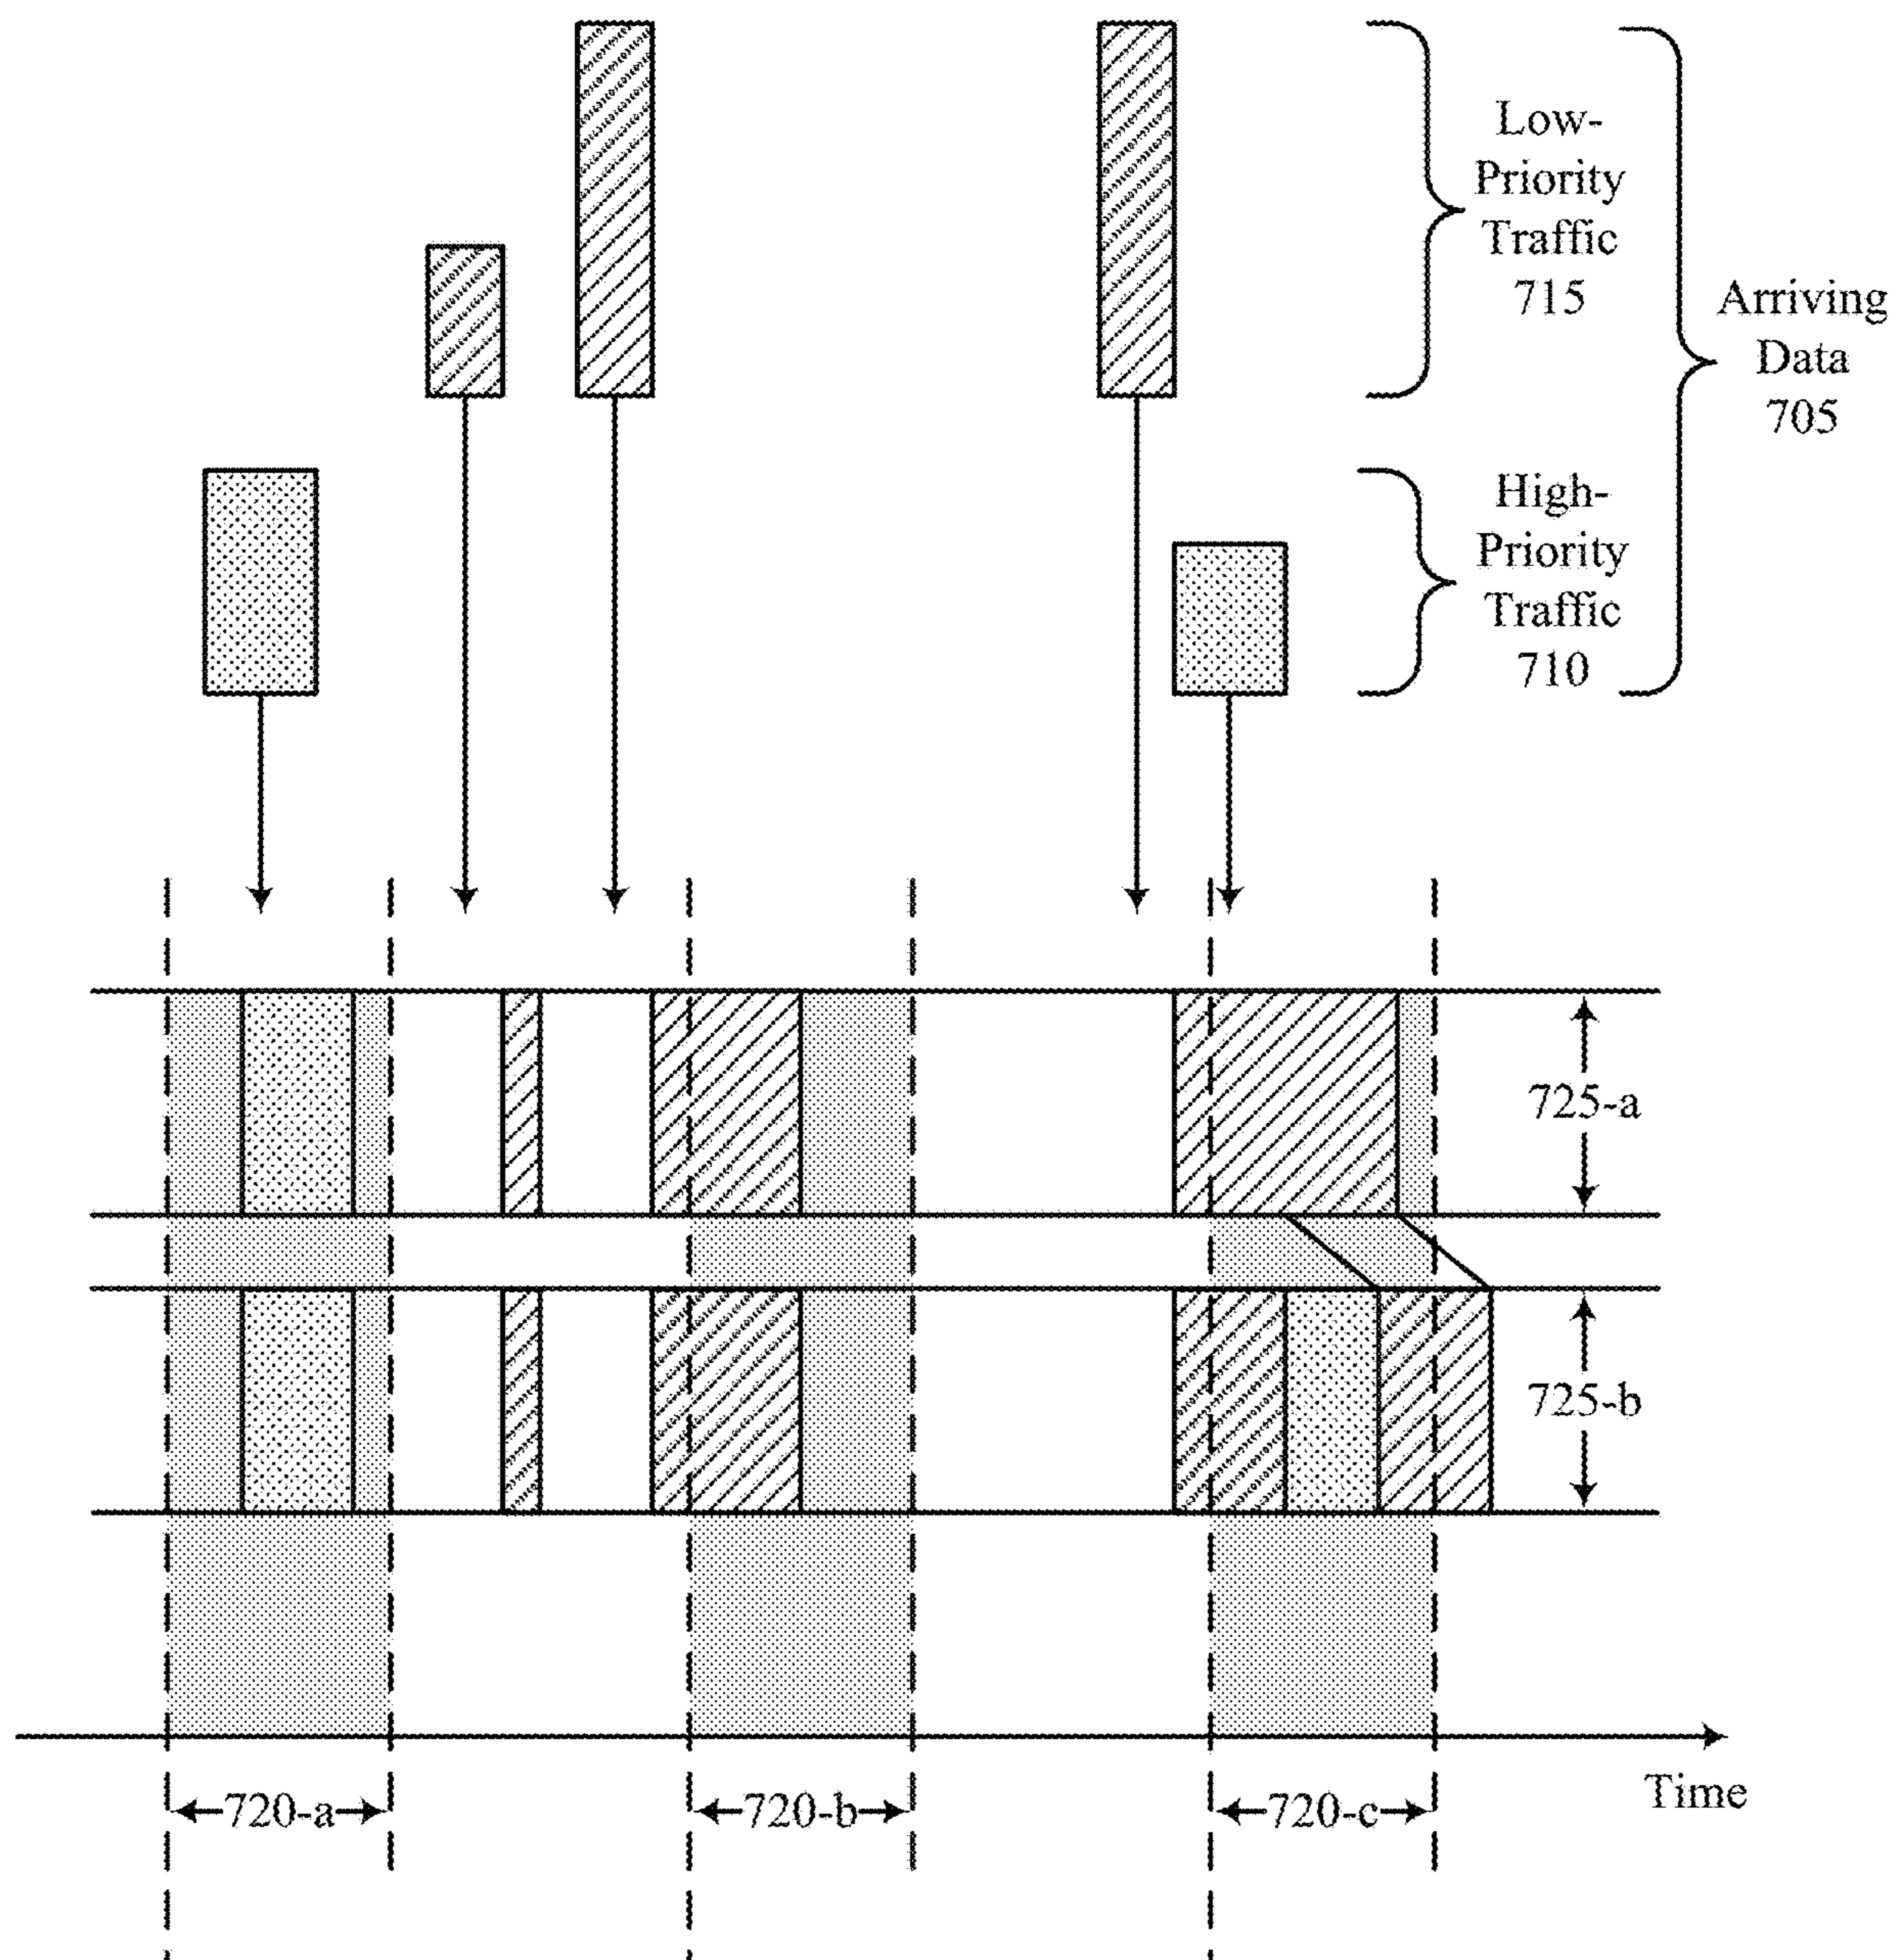 Low-
Priority
Traffic
715
Arriving
Data
705
High-
Priority
Traffic
710
725-a
725-b
Time
720-a
720-b
720-c